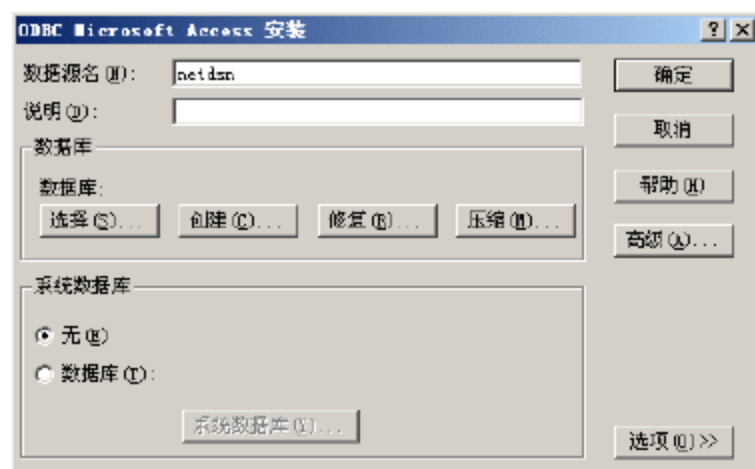 ODBC Microsoft Access 安装
数据源名(N): netdsn
确定
说明(D):
取消
数据库
数据库:
帮助(H)
选择(S)... 创建(C)... 修复(R)... 压缩(M)...
高级(A)...
系统数据库
无(E)
数据库(T):
系统数据库(Y)...
选项(O)>>